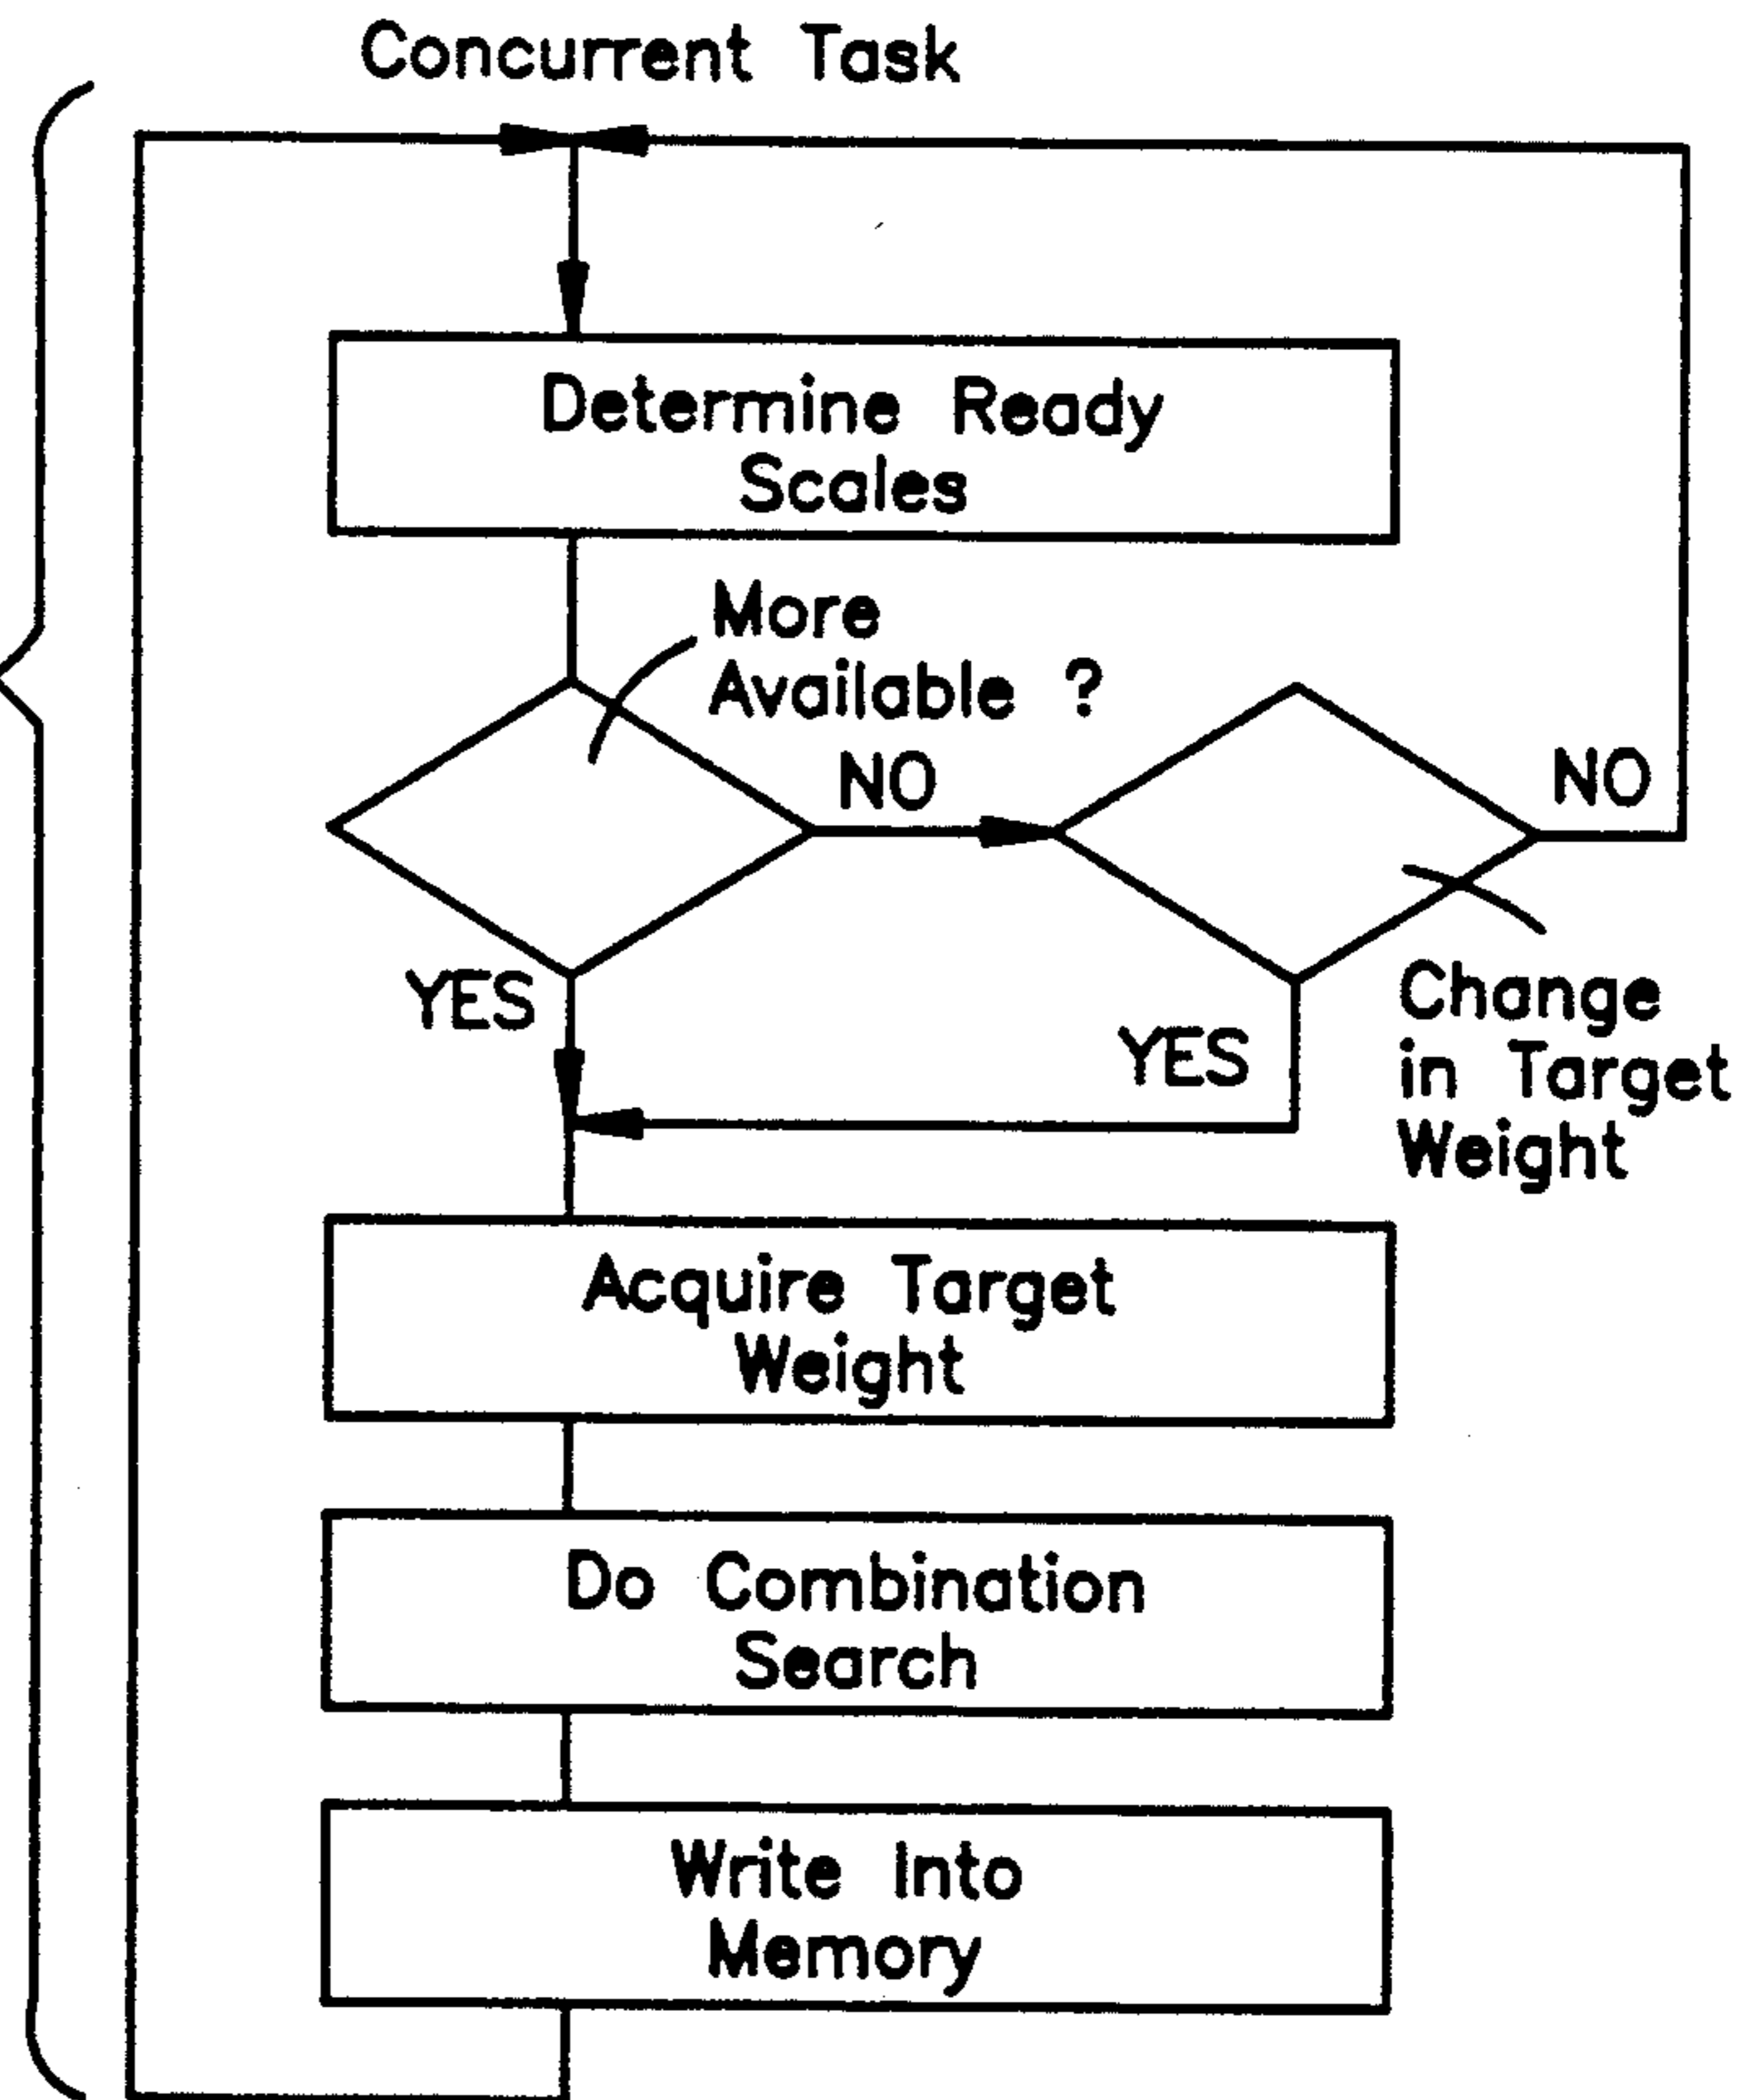 Concurrent Task
Determine Ready
Scales
More
Available ?
NO
NO
YES
YES
Change
in Target
Weight
Acquire Target
Weight
Do Combination
Search
Write Into
Memory